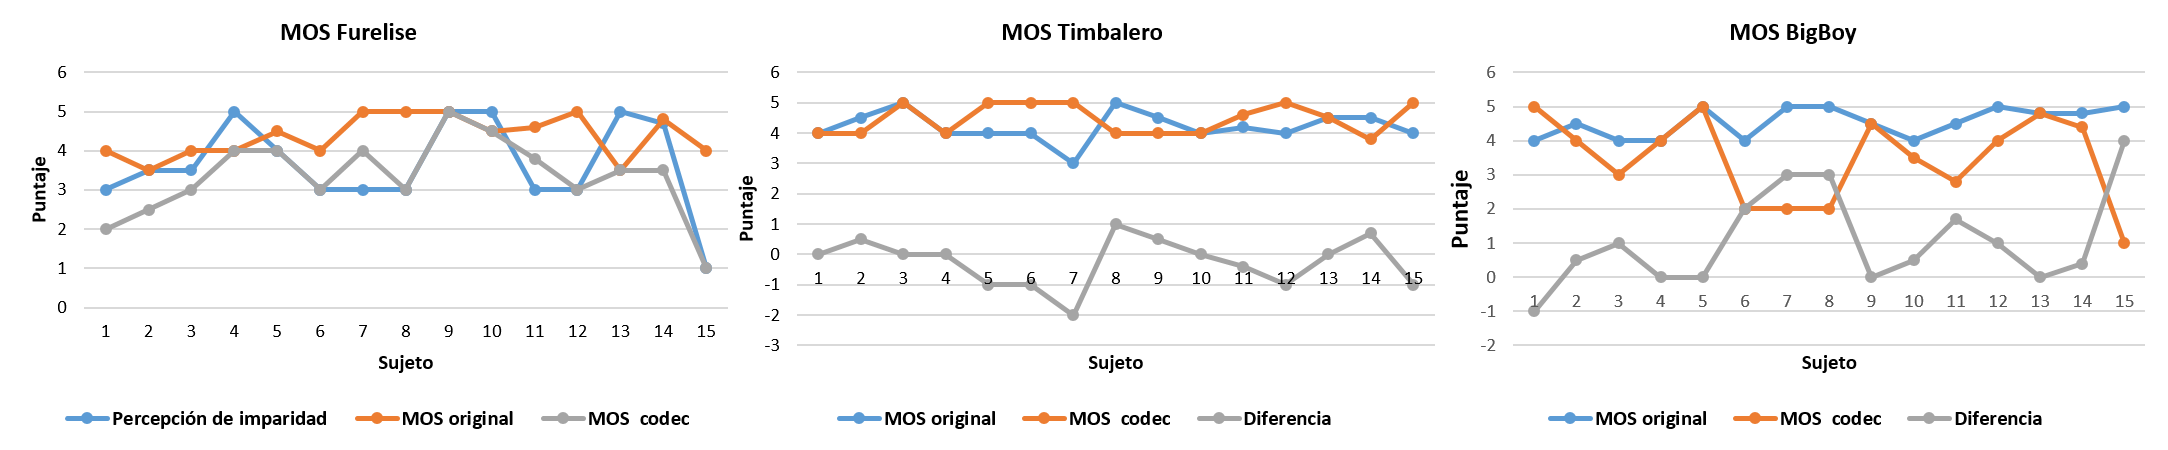 MOS Furelise
6
5
4
3
2
1
0
Puntaje
1 2 3 4 5 6 7 8 9 10 11 12 13 14 15
Sujeto
Percepción de imparidad MOS original MOS codec
MOS Timbalero
6
5
4
3
2
1
0
-1
-2
-3
Puntaje
1 2 3 4 5 6 7 8 9 10 11 12 13 14 15
Sujeto
MOS original MOS codec Diferencia
MOS BigBoy
6
5
4
3
2
1
0
-1
-2
Puntaje
1 2 3 4 5 6 7 8 9 10 11 12 13 14 15
Sujeto
MOS original MOS codec Diferencia